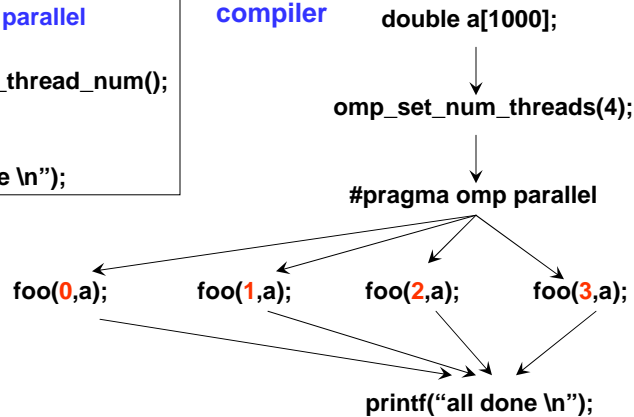 parallel
_thread_num();
e \n”);
compiler
double a[1000];
omp_set_num_threads(4);
#pragma omp parallel
foo(0,a); foo(1,a); foo(2,a); foo(3,a);
printf(“all done \n”);